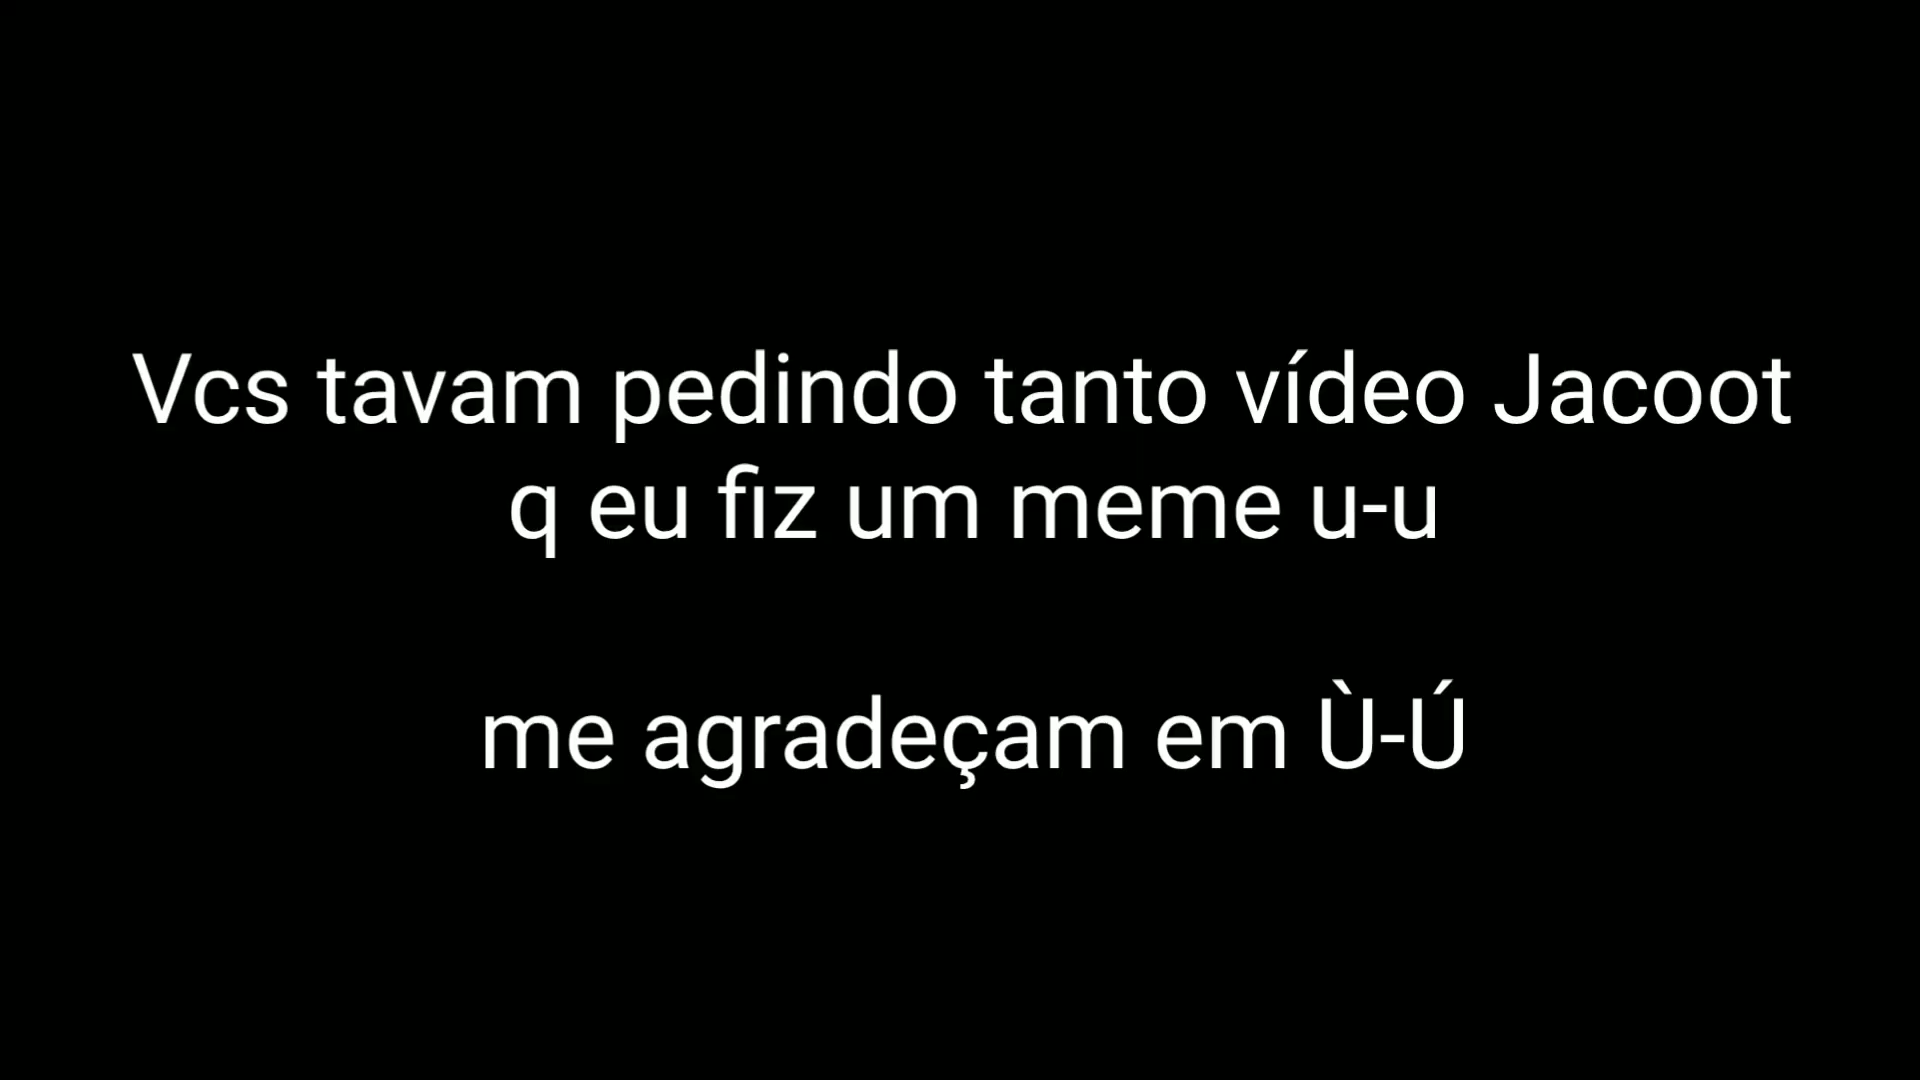 Vcs tavam pedindo tanto vídeo Jacoot
q eu fiz um meme u-u
me agradeçam em Ù-Ú